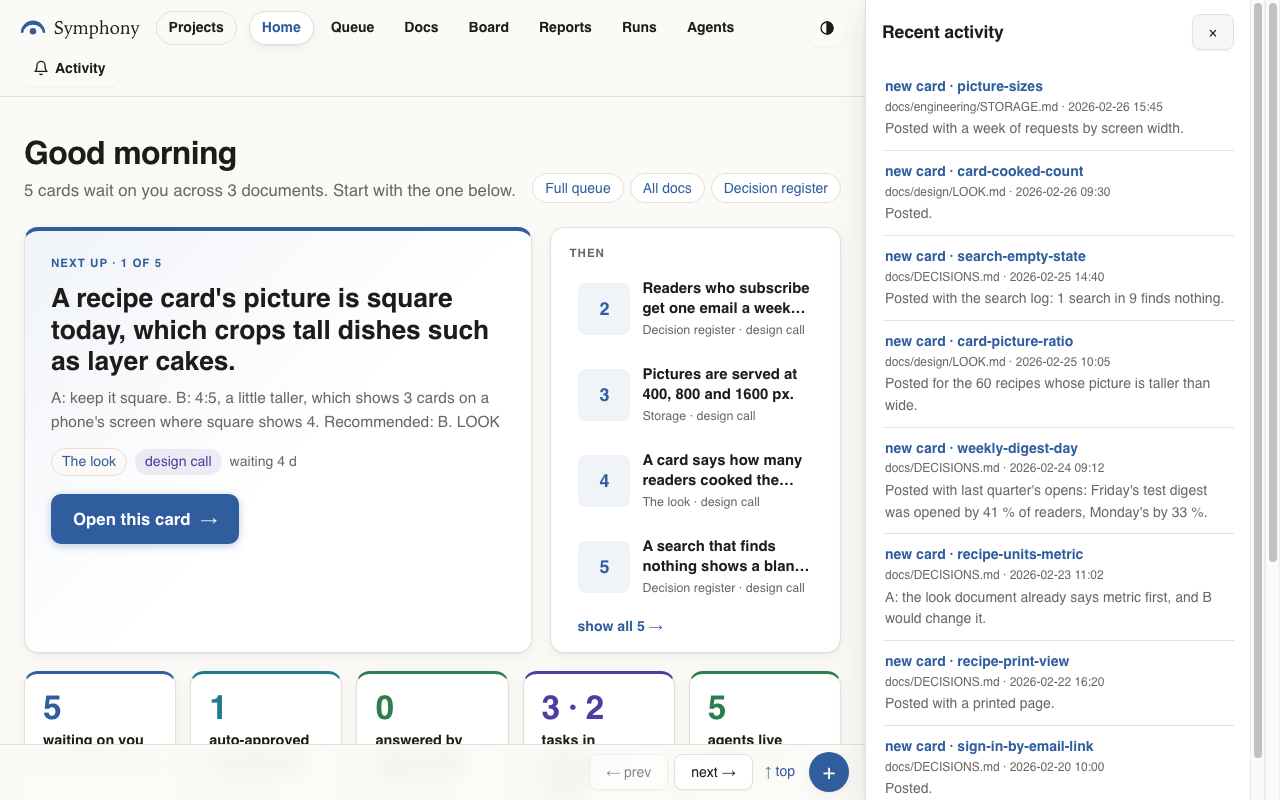 Symphony
Projects
Home
Queue
Docs
Board
Reports
Runs
Agents
Activity
Good morning
5 cards wait on you across 3 documents. Start with the one below.
Full queue
All docs
Decision register
NEXT UP · 1 OF 5
A recipe card's picture is square
today, which crops tall dishes such
as layer cakes.
A: keep it square. B: 4:5, a little taller, which shows 3 cards on a
phone's screen where square shows 4. Recommended: B. LOOK
The look
design call
waiting 4 d
Open this card →
THEN
2
Readers who subscribe
get one email a week…
Decision register · design call
3
Pictures are served at
400, 800 and 1600 px.
Storage · design call
4
A card says how many
readers cooked the…
The look · design call
5
A search that finds
nothing shows a blan…
Decision register · design call
show all 5 →
5
waiting on you
1
auto-approved
0
answered by
3 · 2
tasks in
5
agents live
← prev
next →
↑ top
+
Recent activity
×
new card · picture-sizes
docs/engineering/STORAGE.md · 2026-02-26 15:45
Posted with a week of requests by screen width.
new card · card-cooked-count
docs/design/LOOK.md · 2026-02-26 09:30
Posted.
new card · search-empty-state
docs/DECISIONS.md · 2026-02-25 14:40
Posted with the search log: 1 search in 9 finds nothing.
new card · card-picture-ratio
docs/design/LOOK.md · 2026-02-25 10:05
Posted for the 60 recipes whose picture is taller than
wide.
new card · weekly-digest-day
docs/DECISIONS.md · 2026-02-24 09:12
Posted with last quarter's opens: Friday's test digest
was opened by 41 % of readers, Monday's by 33 %.
new card · recipe-units-metric
docs/DECISIONS.md · 2026-02-23 11:02
A: the look document already says metric first, and B
would change it.
new card · recipe-print-view
docs/DECISIONS.md · 2026-02-22 16:20
Posted with a printed page.
new card · sign-in-by-email-link
docs/DECISIONS.md · 2026-02-20 10:00
Posted.